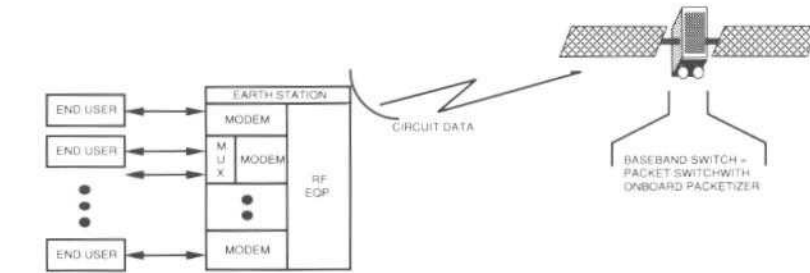 EARTH STATION
END USER
MODEM
END USER
MUX
MODEM
RF
EQP
END USER
MODEM
CIRCUIT DATA
BASEBAND SWITCH =
PACKET SWITCHWITH
ONBOARD PACKETIZER